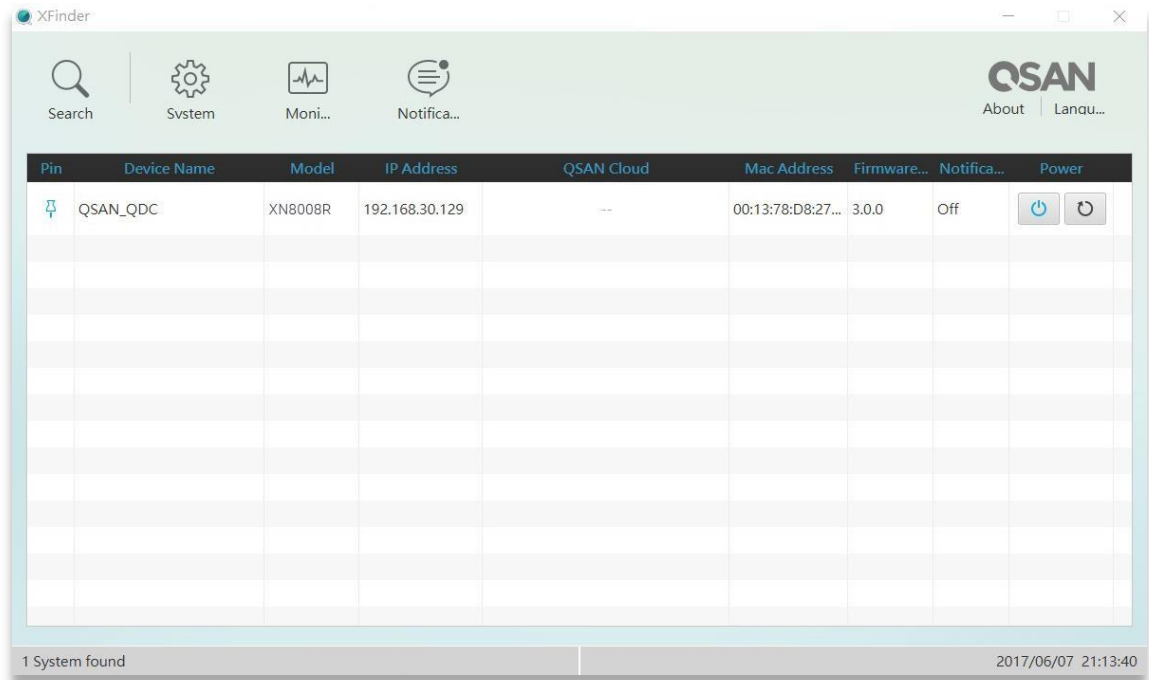 XFinder
QSAN
Search System Moni... Notifica... About Langu...
Pin Device Name Model IP Address QSAN Cloud Mac Address Firmware... Notifica... Power
QSAN_QDC XN8008R 192.168.30.129 -- 00:13:78:D8:27... 3.0.0 Off
1 System found 2017/06/07 21:13:40